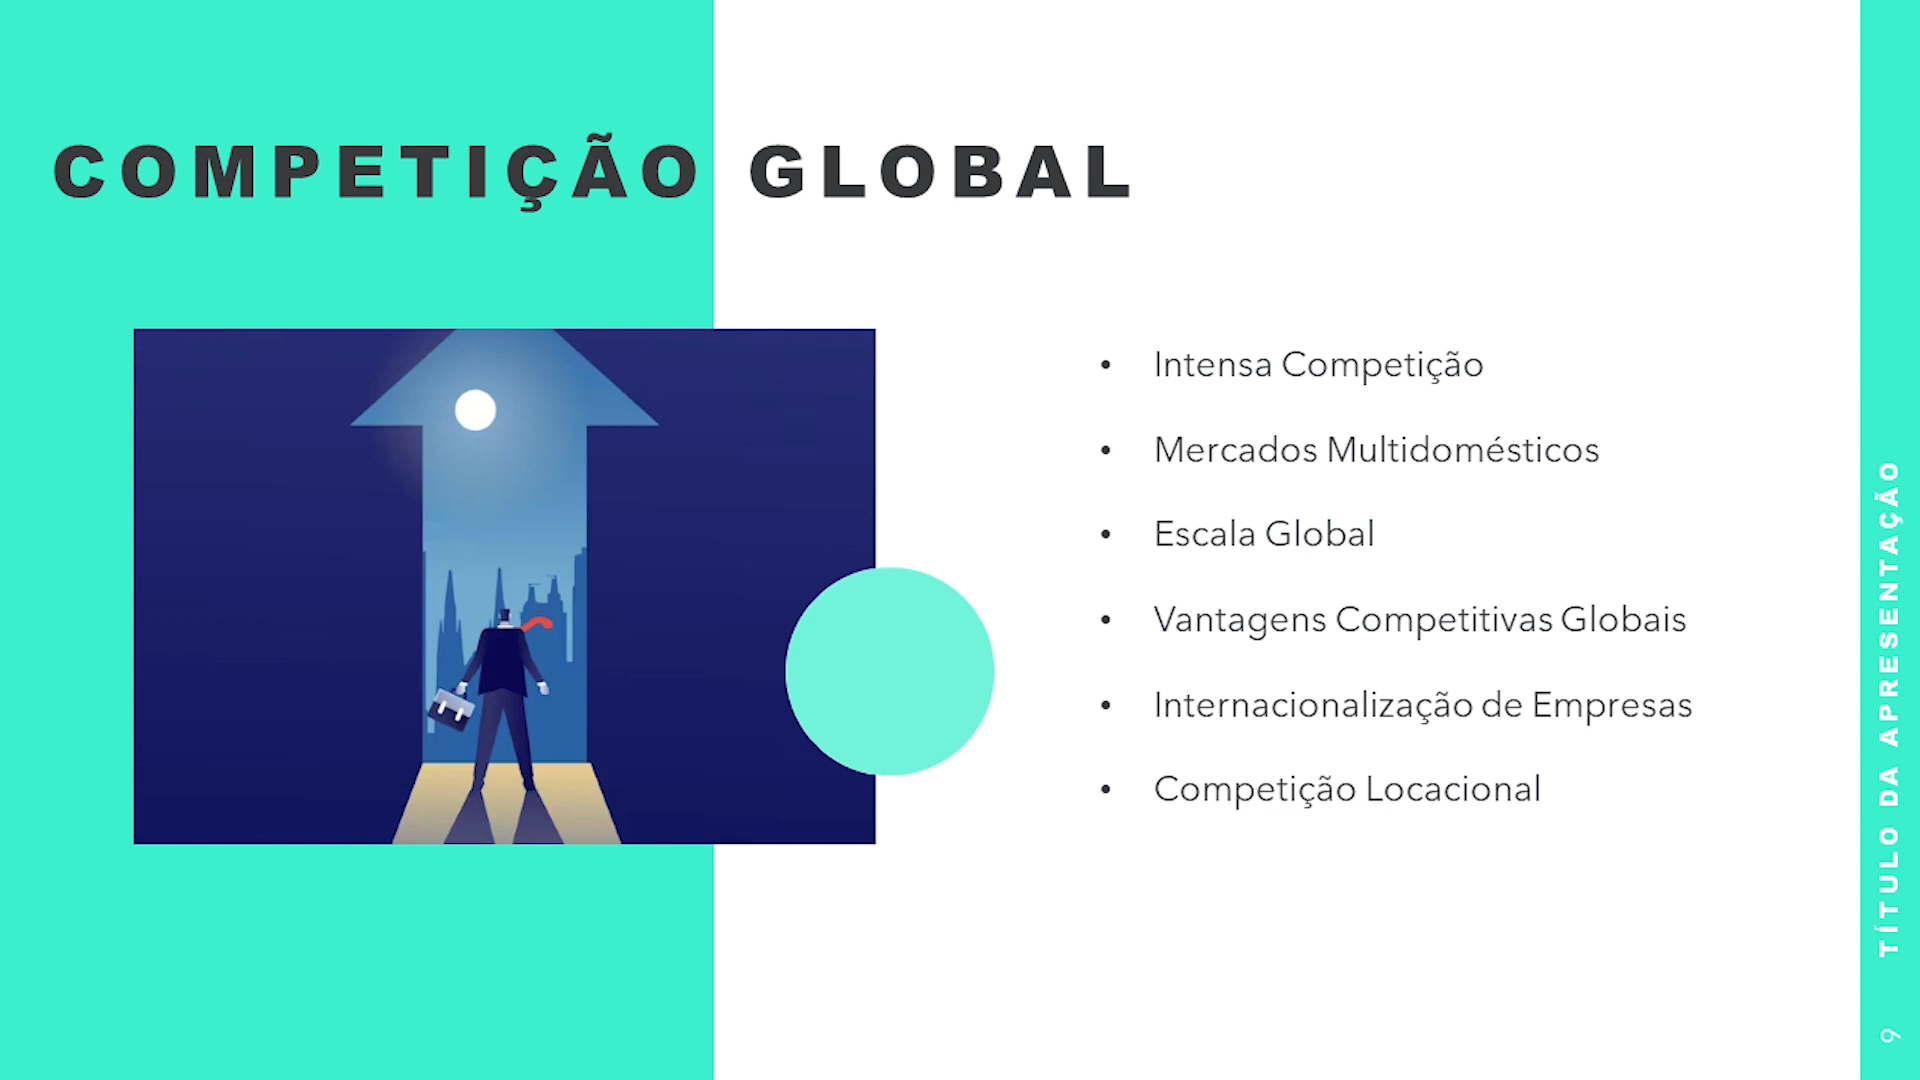 COMPETIÇÃO GLOBAL
• Intensa Competição
• Mercados Multidomésticos
• Escala Global
• Vantagens Competitivas Globais
• Internacionalização de Empresas
• Competição Locacional
TÍTULO DA APRESENTAÇÃO
9